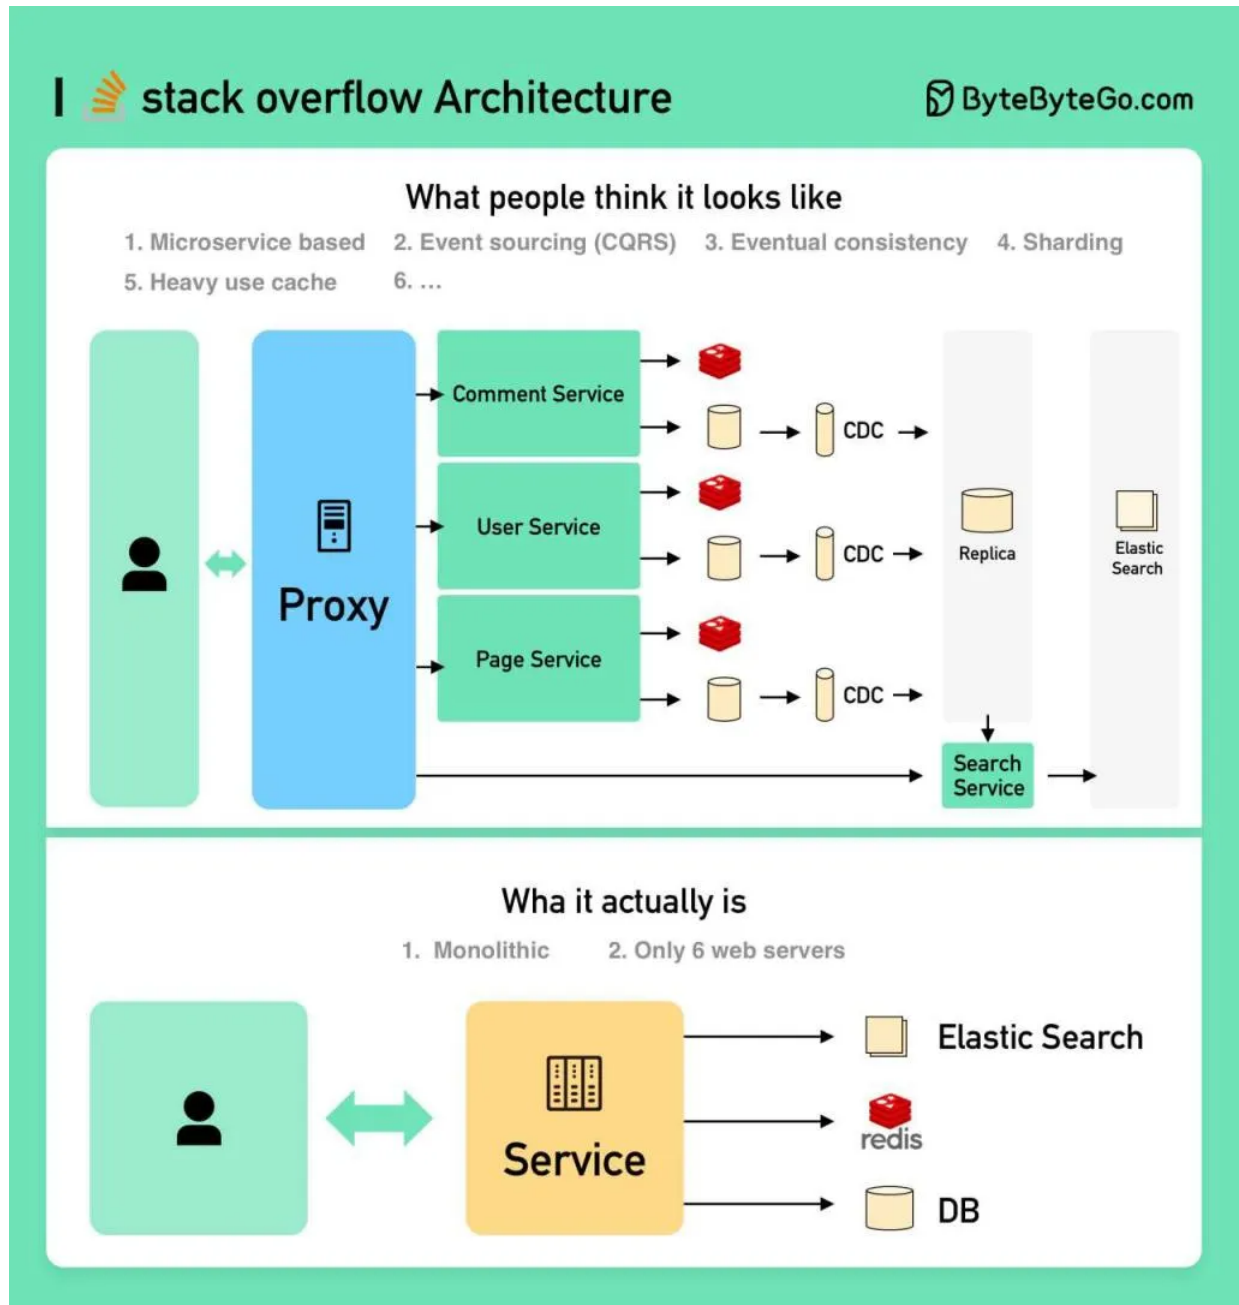 stack overflow Architecture
ByteByteGo.com
What people think it looks like
1. Microservice based 2. Event sourcing (CQRS) 3. Eventual consistency 4. Sharding
5. Heavy use cache 6. ...
Proxy
Comment Service
CDC
User Service
CDC
Page Service
CDC
Replica
Elastic
Search
Search
Service
Wha it actually is
1. Monolithic 2. Only 6 web servers
Service
Elastic Search
redis
DB